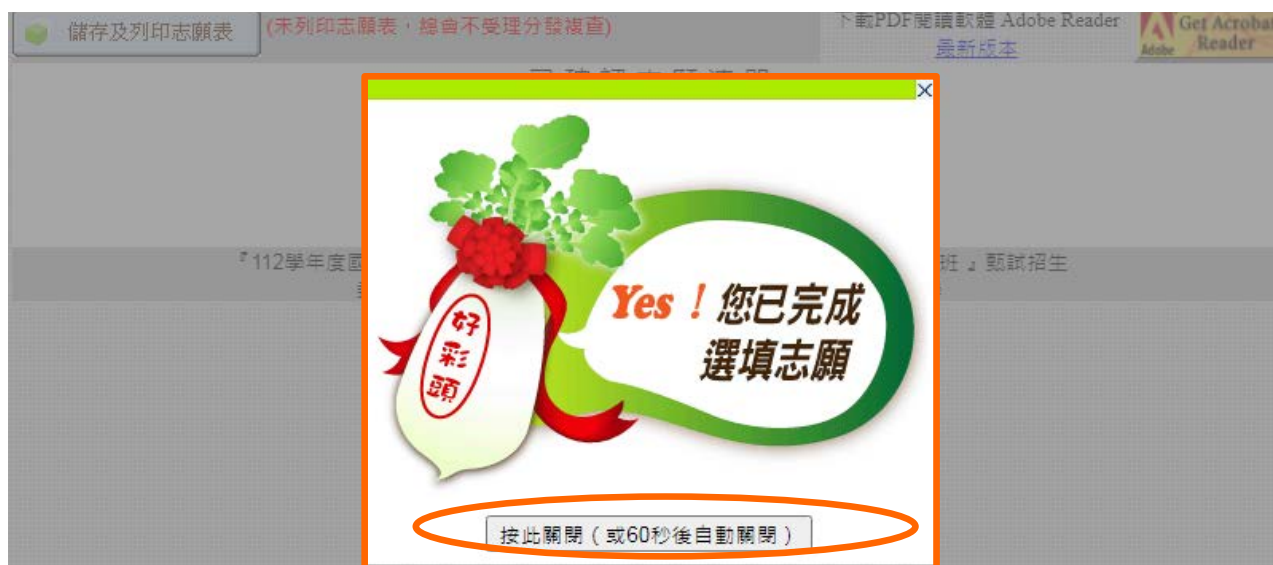 儲存及列印志願表
(未列印志願表，總會不受理分發複查)
下載PDF閱讀軟體 Adobe Reader
最新版本
Adobe
Get Acrobat
Reader
『112學年度國
班 』甄試招生
好彩頭
Yes！您已完成
選填志願
按此關閉（或60秒後自動關閉）